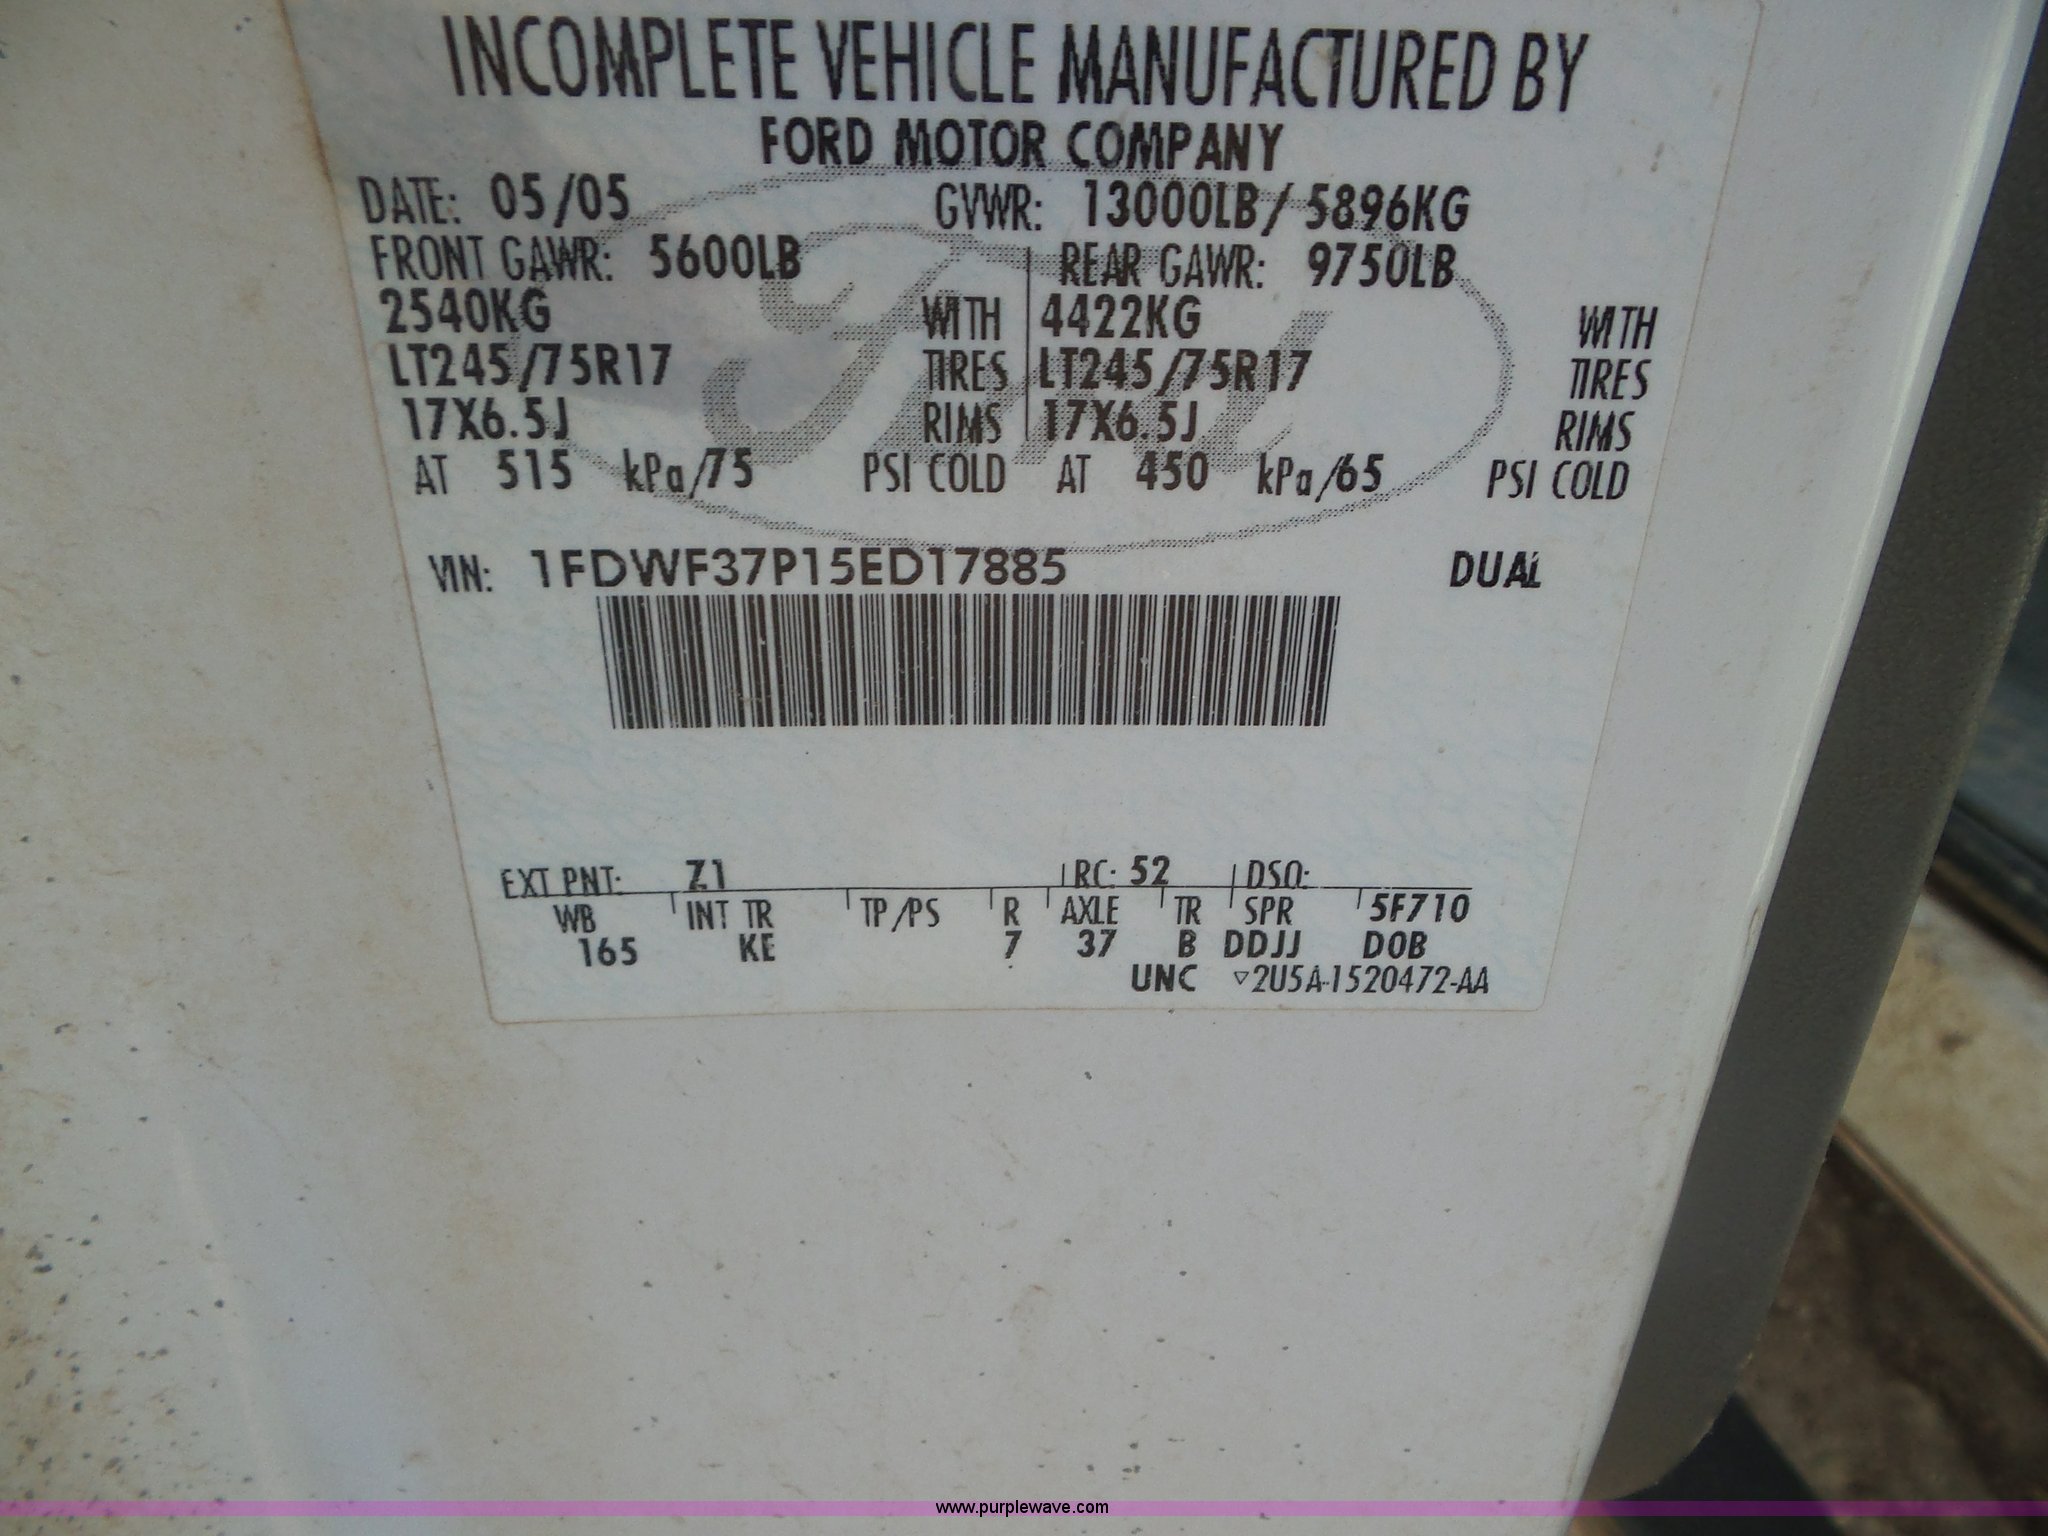 INCOMPLETE VEHICLE MANUFACTURED BY
FORD MOTOR COMPANY
DATE: 05/05 GVWR: 13000LB/ 5896KG
FRONT GAWR: 5600LB REAR GAWR: 9750LB
2540KG WITH 4422KG WITH
LT245/75R17 TIRES LT245/75R17 TIRES
17X6.5J RIMS 17X6.5J RIMS
AT 515 kPa/75 PSI COLD AT 450 kPa/65 PSI COLD
VIN: 1FDWF37P15ED17885 DUAL
EXT PNT: Z1 RC: 52 DSO:
WB INT TR TP/PS R AXLE TR SPR 5F710
165 KE 7 37 B DDJJ DOB
UNC ▽2U5A-1520472-AA
www.purplewave.com